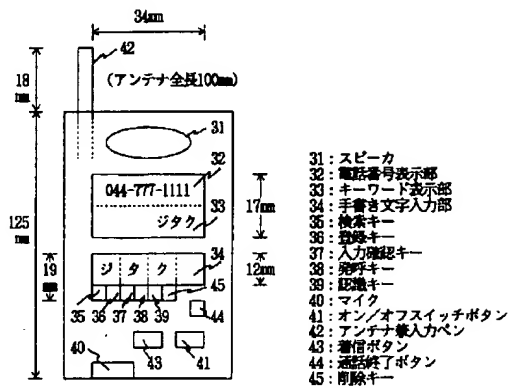 34mm
42
18
mm
(アンテナ全長100mm)
31
32
044-777-1111
33
ジタク
17mm
125
mm
34
ジタク
19
mm
12mm
35 36 37 38 39 45
44
40
43 41
31:スピーカ
32:電話番号表示部
33:キーワード表示部
34:手書き文字入力部
35:検索キー
36:登録キー
37:入力確認キー
38:発呼キー
39:認識キー
40:マイク
41:オン/オフスイッチボタン
42:アンテナ兼入力ペン
43:着信ボタン
44:通話終了ボタン
45:削除キー